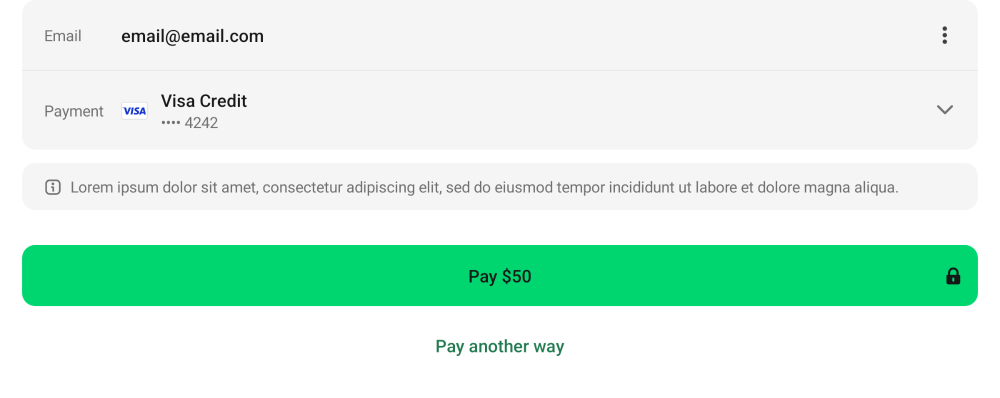 Email email@email.com
Payment VISA Visa Credit
•••• 4242
Lorem ipsum dolor sit amet, consectetur adipiscing elit, sed do eiusmod tempor incididunt ut labore et dolore magna aliqua.
Pay $50
Pay another way